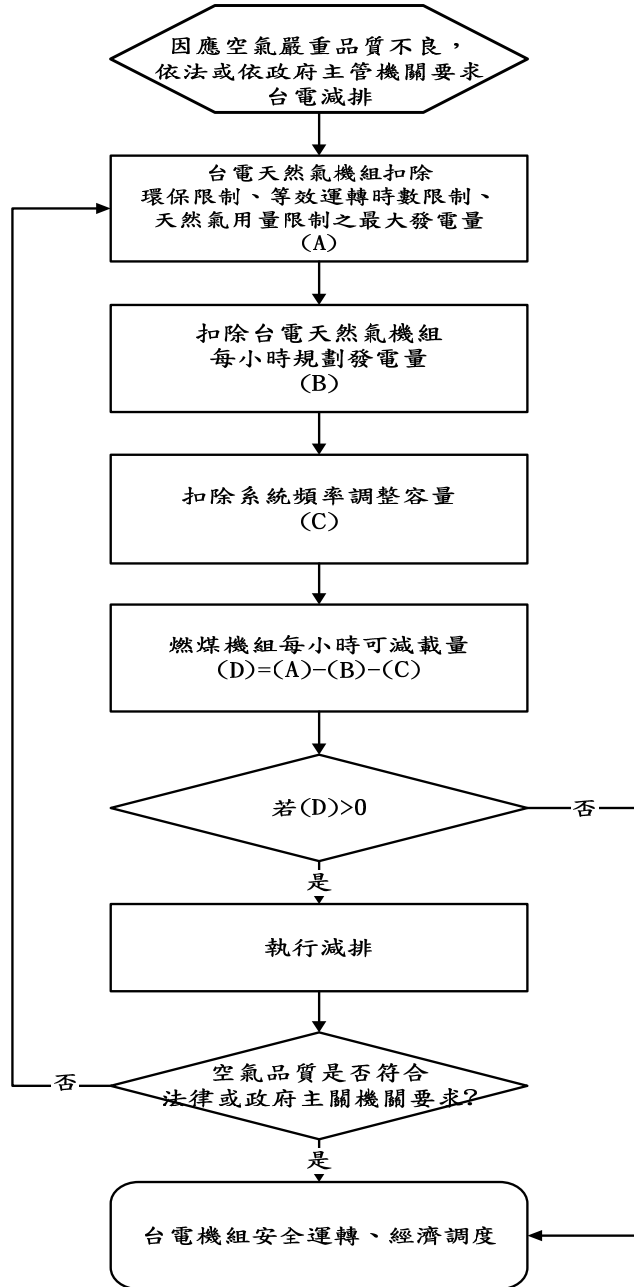 因應空氣嚴重品質不良，
依法或依政府主管機關要求
台電減排
台電天然氣機組扣除
環保限制、等效運轉時數限制、
天然氣用量限制之最大發電量
(A)
扣除台電天然氣機組
每小時規劃發電量
(B)
扣除系統頻率調整容量
(C)
燃煤機組每小時可減載量
(D)=(A)−(B)−(C)
若(D)>0
否
是
執行減排
空氣品質是否符合
法律或政府主關機關要求?
否
是
台電機組安全運轉、經濟調度